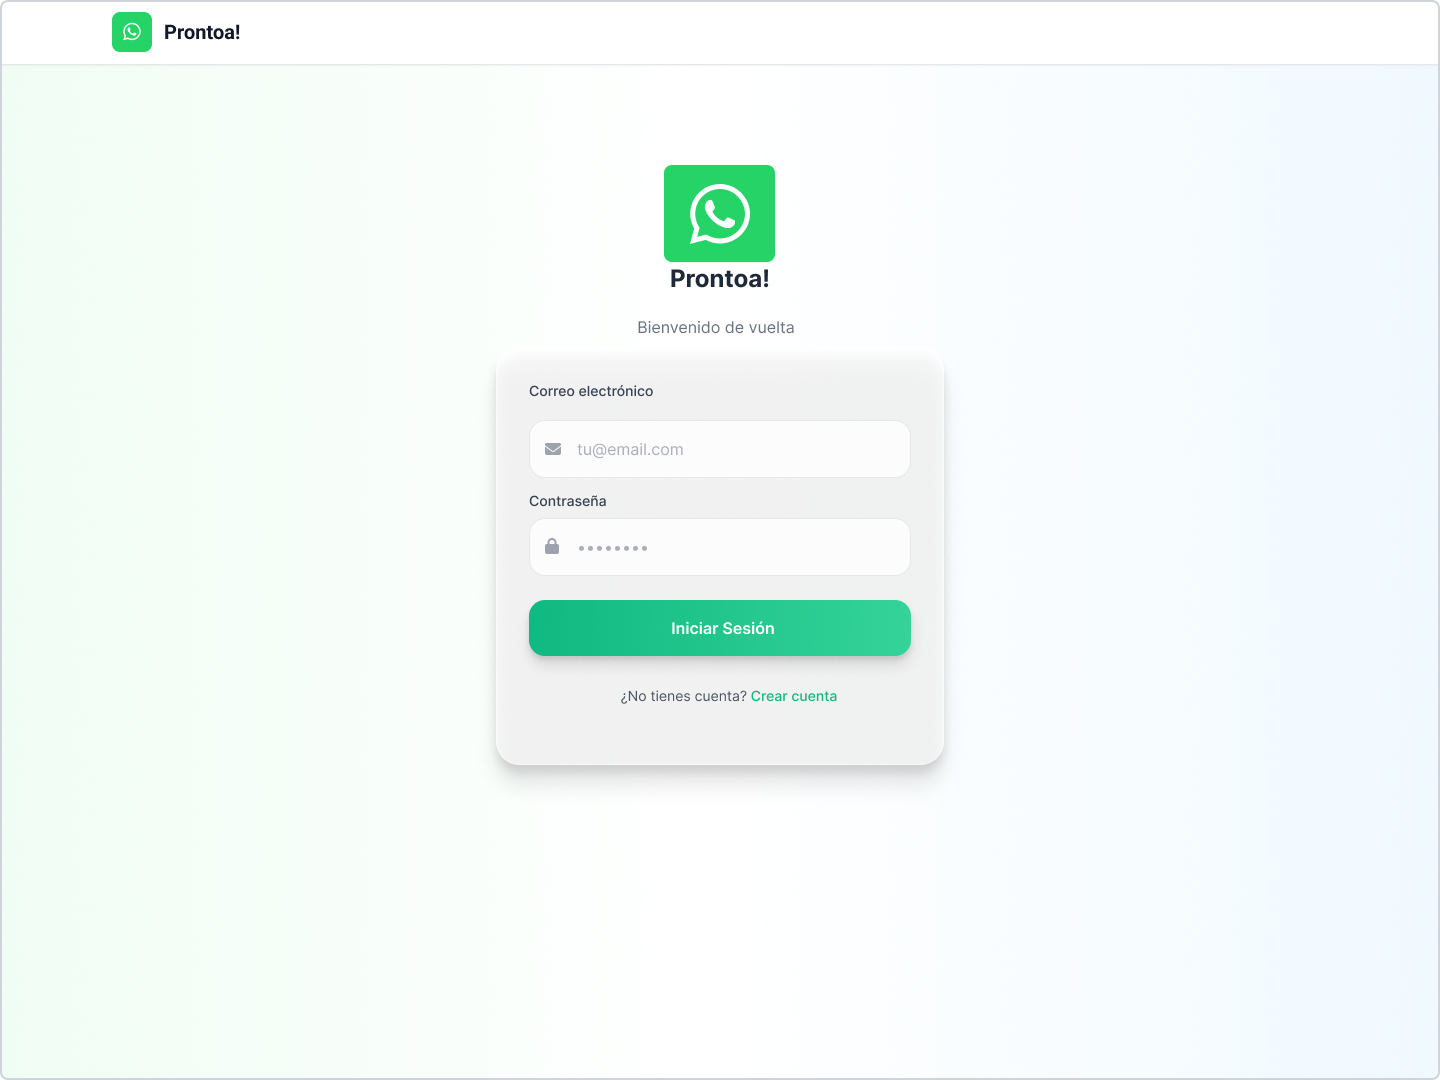 Prontoa!
Prontoa!
Bienvenido de vuelta
Correo electrónico
tu@email.com
Contraseña
••••••••
Iniciar Sesión
¿No tienes cuenta? Crear cuenta